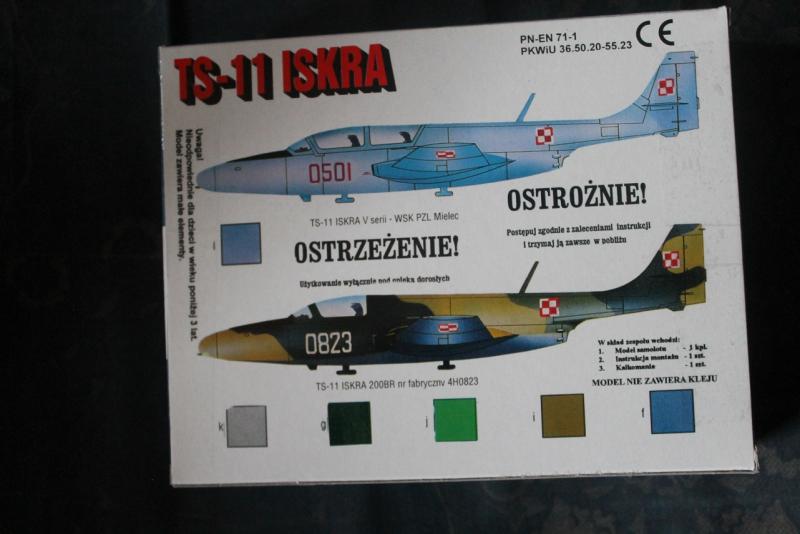 TS-11 ISKRA
PN-EN 71-1
PKWiU 36.50.20-55.23
CE
Uwaga!
Nieodpowiednie dla dzieci w wieku poniżej 3 lat.
Model zawiera małe elementy.
0501
TS-11 ISKRA V serii - WSK PZL Mielec
OSTROŻNIE!
Postępuj zgodnie z zaleceniami instrukcji
i trzymaj ją zawsze w pobliżu
OSTRZEŻENIE!
Użytkowanie wyłącznie pod opieką dorosłych
0823
TS-11 ISKRA 200BR nr fabryczny 4H0823
W skład zespołu wchodzi:
1. Model samolotu - 1 kpl.
2. Instrukcja montażu - 1 szt.
3. Kalkomania - 1 szt.
MODEL NIE ZAWIERA KLEJU
k
g
j
i
f